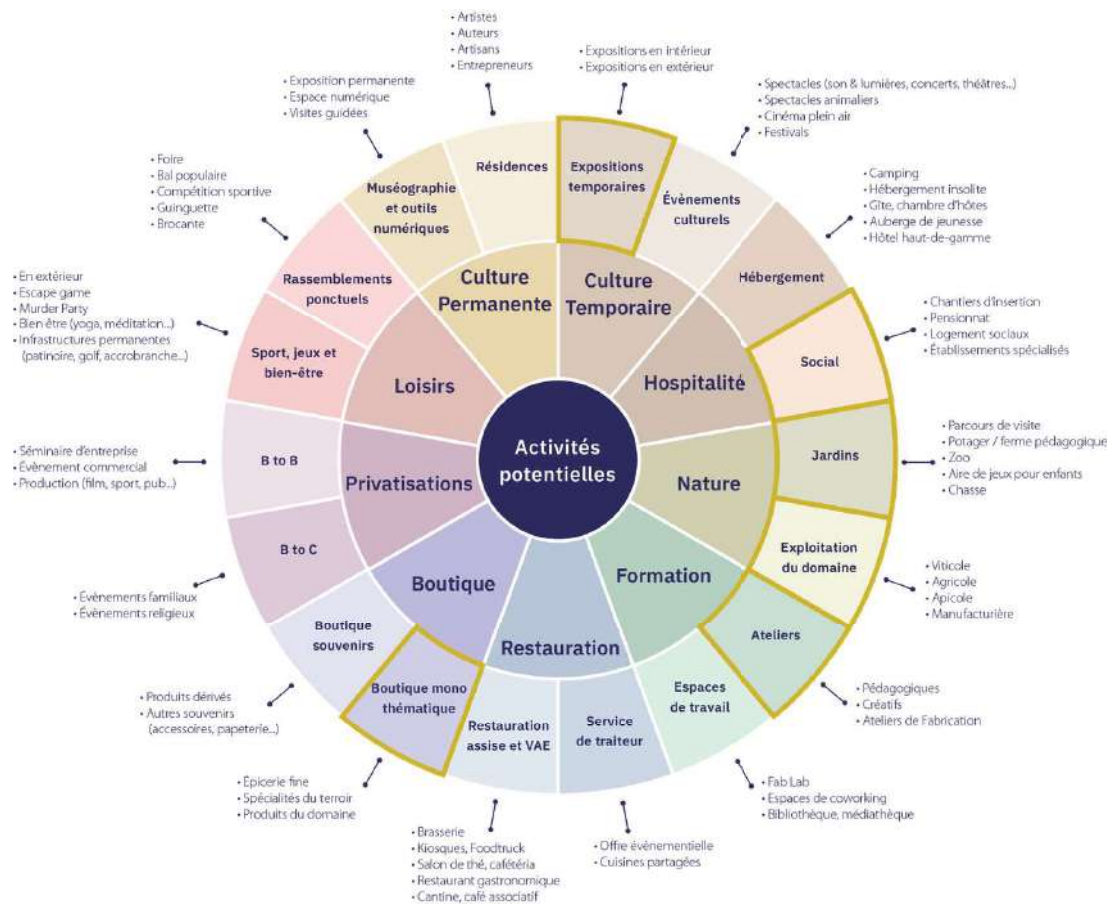 • Artistes
• Auteurs
• Artisans
• Entrepreneurs
• Expositions en intérieur
• Expositions en extérieur
• Exposition permanente
• Espace numérique
• Visites guidées
• Spectacles (son & lumières, concerts, théâtres...)
• Spectacles animaliers
• Cinéma plein air
• Festivals
• Foire
• Bal populaire
• Compétition sportive
• Guinguette
• Brocante
• Camping
• Hébergement insolite
• Gîte, chambre d'hôtes
• Auberge de jeunesse
• Hôtel haut-de-gamme
• En extérieur
• Escape game
• Murder Party
• Bien être (yoga, méditation...)
• Infrastructures permanentes
(patinoire, golf, accrobranche...)
• Chantiers d'insertion
• Pensionnat
• Logement sociaux
• Établissements spécialisés
• Séminaire d'entreprise
• Évènement commercial
• Production (film, sport, pub...)
• Parcours de visite
• Potager / ferme pédagogique
• Zoo
• Aire de jeux pour enfants
• Chasse
• Évènements familiaux
• Évènements religieux
• Viticole
• Agricole
• Apicole
• Manufacturière
• Produits dérivés
• Autres souvenirs
(accessoires, papeterie...)
• Pédagogiques
• Créatifs
• Ateliers de Fabrication
• Épicerie fine
• Spécialités du terroir
• Produits du domaine
• Fab Lab
• Espaces de coworking
• Bibliothèque, médiathèque
• Brasserie
• Kiosques, Foodtruck
• Salon de thé, cafétéria
• Restaurant gastronomique
• Cantine, café associatif
• Offre évènementielle
• Cuisines partagées
Résidences
Expositions
temporaires
Muséographie
et outils
numériques
Évènements
culturels
Rassemblements
ponctuels
Hébergement
Sport, jeux et
bien-être
Social
B to B
Jardins
B to C
Exploitation
du domaine
Boutique
souvenirs
Ateliers
Boutique mono
thématique
Restauration
assise et VAE
Service
de traiteur
Espaces
de travail
Culture
Permanente
Culture
Temporaire
Loisirs
Hospitalité
Privatisations
Nature
Boutique
Formation
Restauration
Activités
potentielles